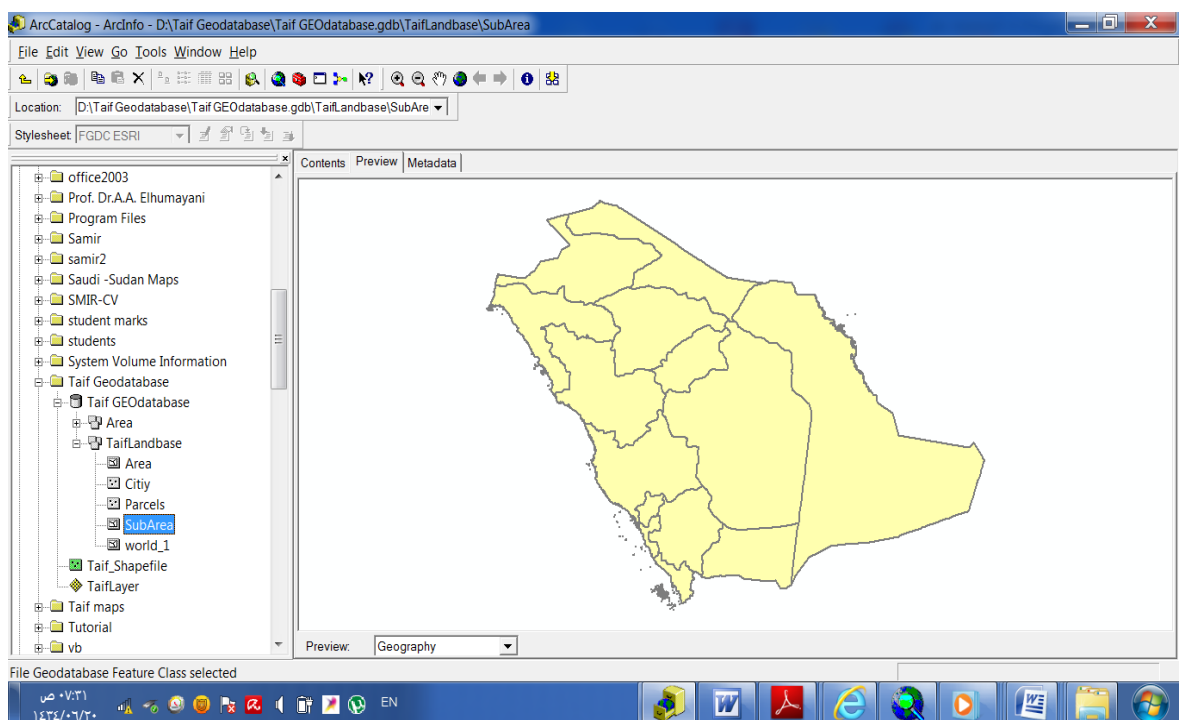 ArcCatalog - ArcInfo - D:\Taif Geodatabase\Taif GEOdatabase.gdb\TaifLandbase\SubArea
File Edit View Go Tools Window Help
Location: D:\Taif Geodatabase\Taif GEOdatabase.gdb\TaifLandbase\SubAre
Stylesheet: FGDC ESRI
Contents Preview Metadata
office2003
Prof. Dr.A.A. Elhumayani
Program Files
Samir
samir2
Saudi -Sudan Maps
SMIR-CV
student marks
students
System Volume Information
Taif Geodatabase
Taif GEOdatabase
Area
TaifLandbase
Area
Citiy
Parcels
SubArea
world_1
Taif_Shapefile
TaifLayer
Taif maps
Tutorial
vb
Preview: Geography
File Geodatabase Feature Class selected
٠٧:٣١ ص
١٤٣٤/٠٦/٢٠
EN